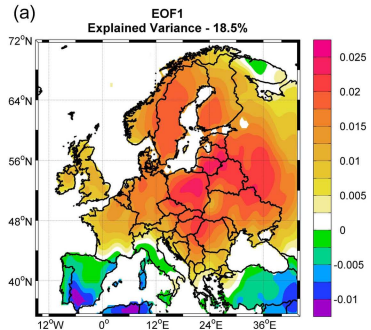 (a)
EOF1
Explained Variance - 18.5%
72°N
64°N
56°N
48°N
40°N
12°W
0°
12°E
24°E
36°E
0.025
0.02
0.015
0.01
0.005
0
-0.005
-0.01